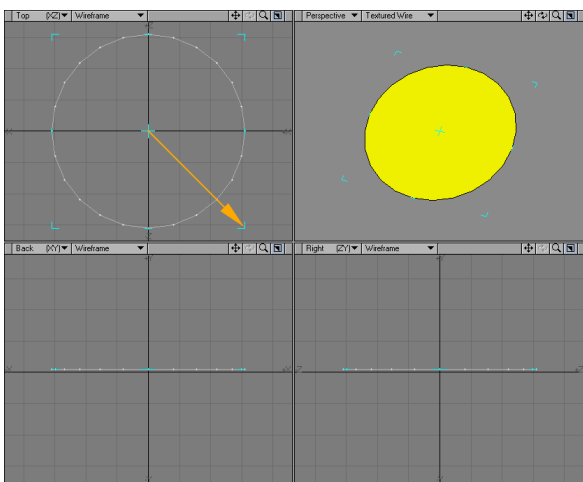 Top (XZ) Wireframe
Perspective Textured Wire
Back (XY) Wireframe
Right (ZY) Wireframe